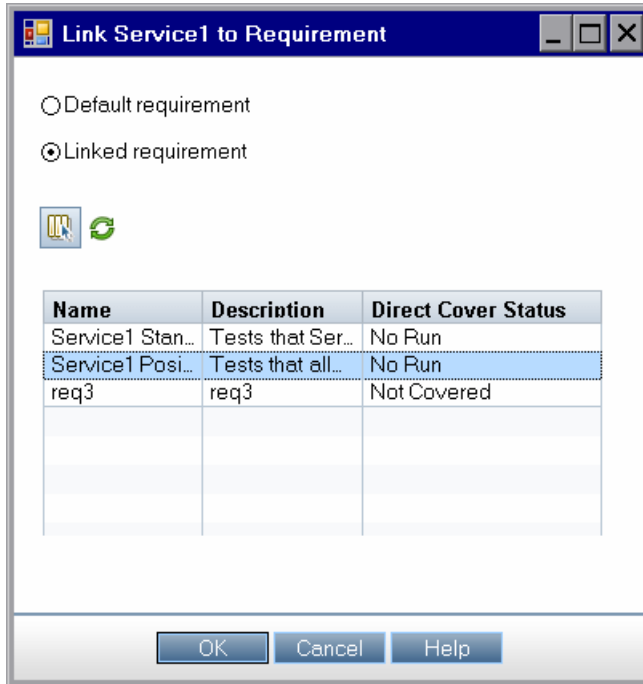 Link Service1 to Requirement
Default requirement
Linked requirement
Name Description Direct Cover Status
Service1 Stan... Tests that Ser... No Run
Service1 Posi... Tests that all... No Run
req3 req3 Not Covered
OK Cancel Help